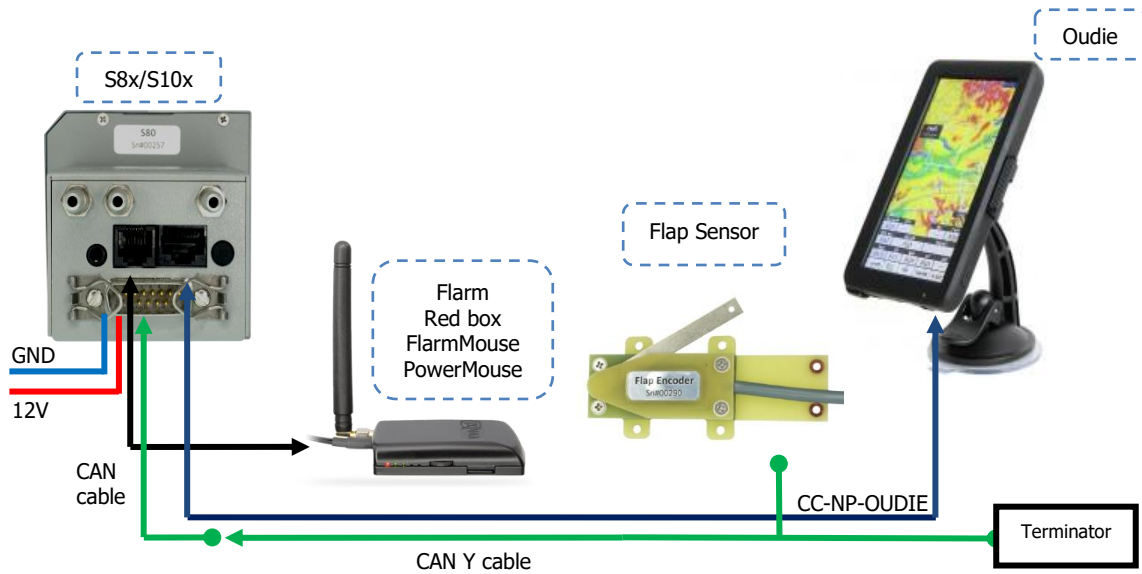 Oudie
S8x/S10x
S80
Sn#00257
Flap Sensor
Flarm
Red box
FlarmMouse
PowerMouse
GND
12V
Flap Encoder
Sn#00290
CAN
cable
CC-NP-OUDIE
Terminator
CAN Y cable